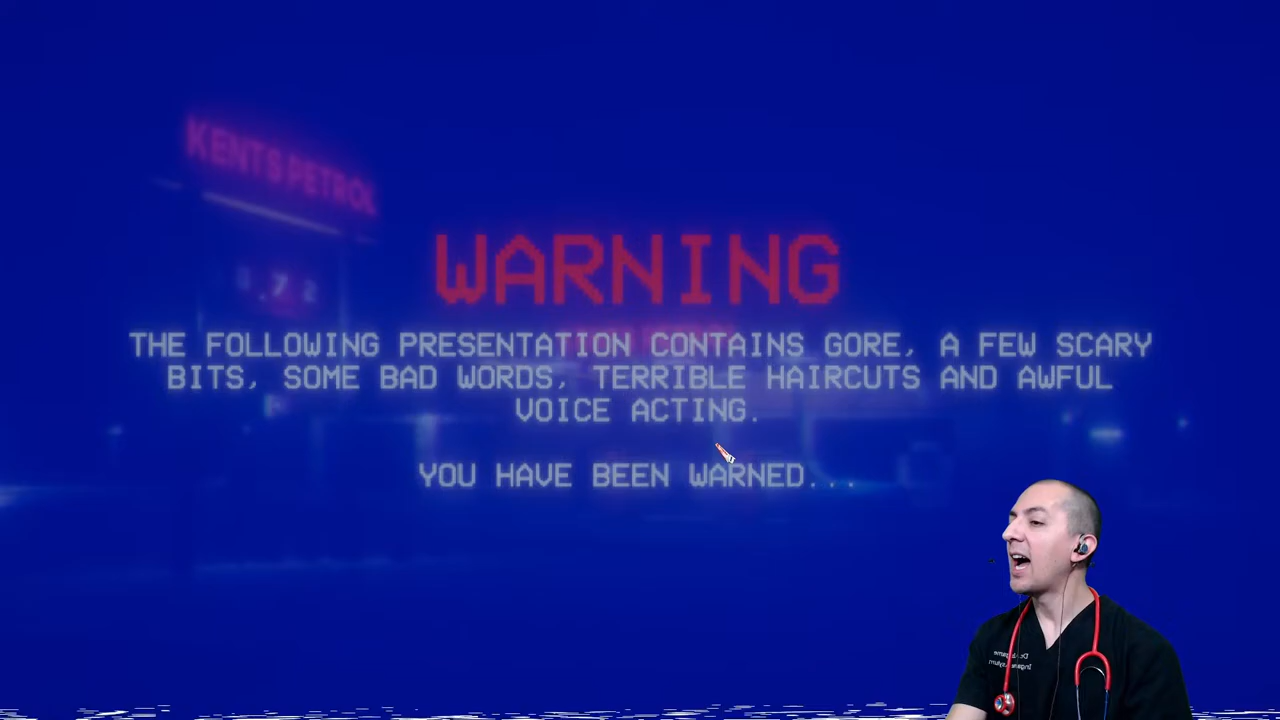 KENTS PETROL
WARNING
THE FOLLOWING PRESENTATION CONTAINS GORE, A FEW SCARY
BITS, SOME BAD WORDS, TERRIBLE HAIRCUTS AND AWFUL
VOICE ACTING.
YOU HAVE BEEN WARNED...